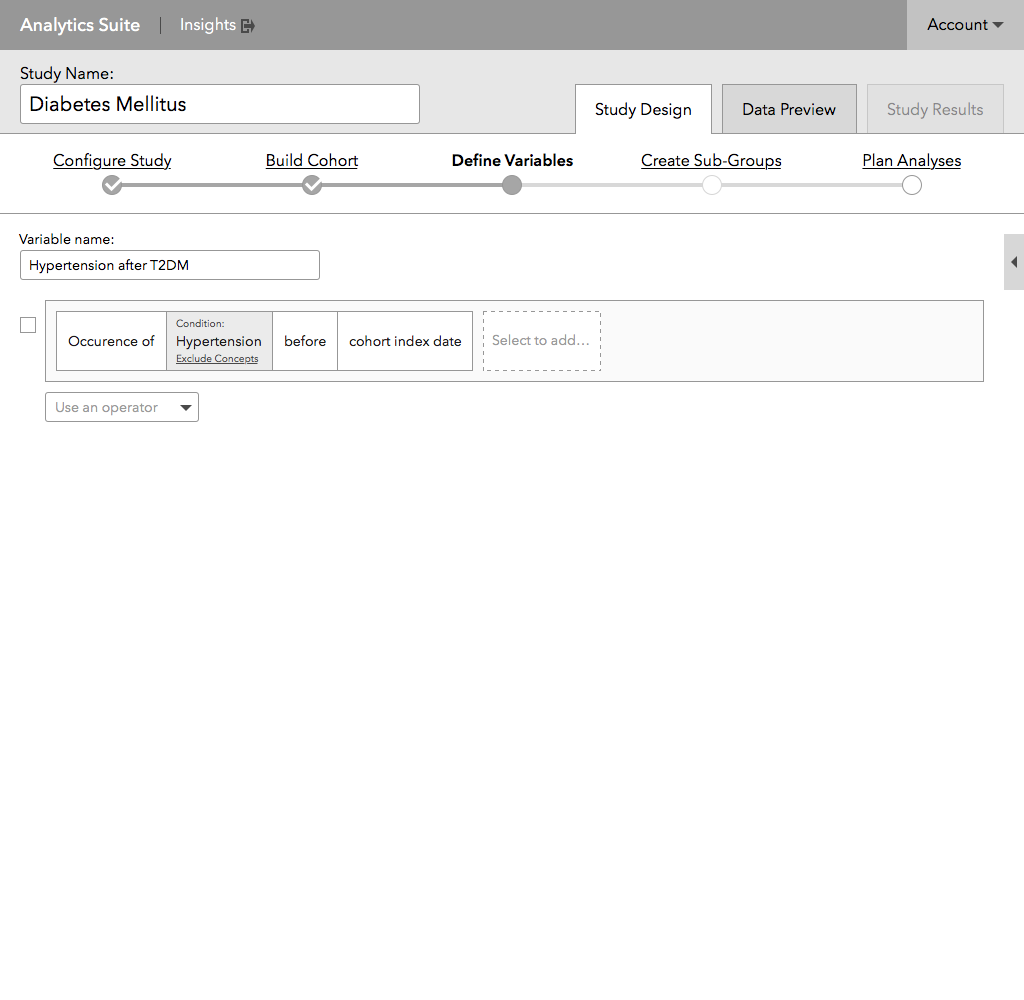 Analytics Suite | Insights Account
Study Name:
Diabetes Mellitus
Study Design Data Preview Study Results
Configure Study Build Cohort Define Variables Create Sub-Groups Plan Analyses
Variable name:
Hypertension after T2DM
Occurence of
Condition:
Hypertension
Exclude Concepts
before
cohort index date
Select to add...
Use an operator